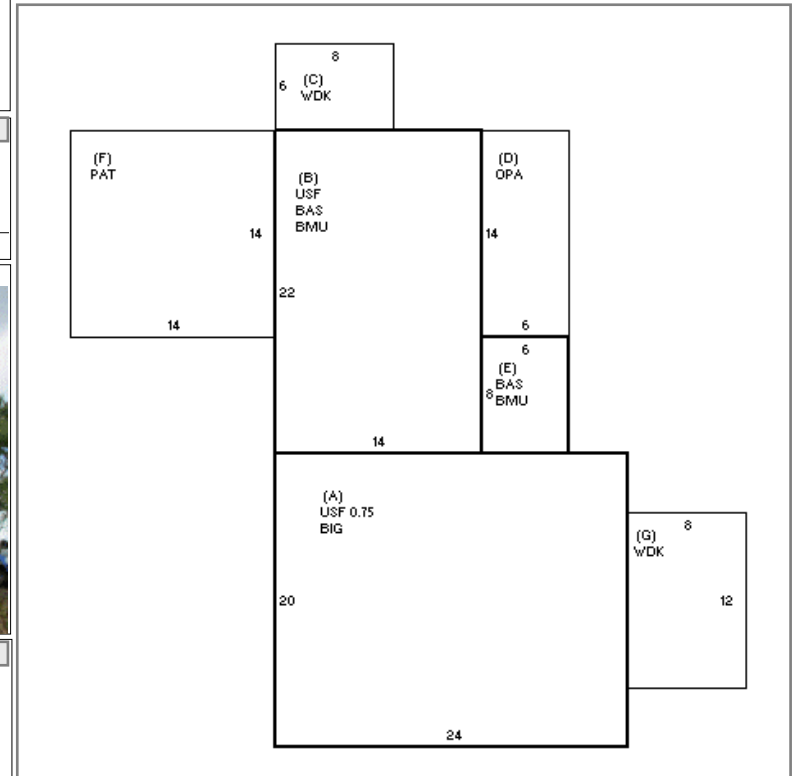 8
6
(C)
WDK
(F)
PAT
14
14
(B)
USF
BAS
BMU
22
14
(D)
OPA
14
6
6
(E)
8 BAS
BMU
(A)
USF 0.75
BIG
20
24
8
(G)
WDK
12